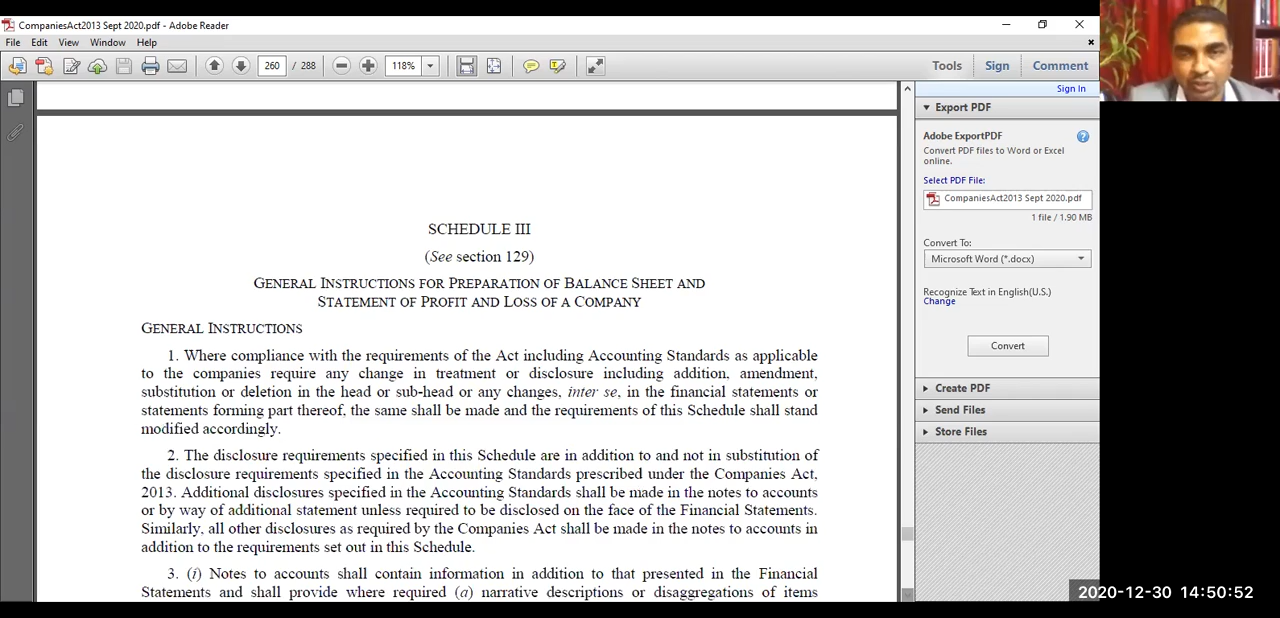 CompaniesAct2013 Sept 2020.pdf - Adobe Reader
File Edit View Window Help
260 / 288 118% Tools Sign Comment
Sign In
Export PDF
Adobe ExportPDF
Convert PDF files to Word or Excel
online.
Select PDF File:
CompaniesAct2013 Sept 2020.pdf
1 file / 1.90 MB
Convert To:
Microsoft Word (*.docx)
Recognize Text in English(U.S.)
Change
Convert
Create PDF
Send Files
Store Files
SCHEDULE III
(See section 129)
GENERAL INSTRUCTIONS FOR PREPARATION OF BALANCE SHEET AND
STATEMENT OF PROFIT AND LOSS OF A COMPANY
GENERAL INSTRUCTIONS
1. Where compliance with the requirements of the Act including Accounting Standards as applicable
to the companies require any change in treatment or disclosure including addition, amendment,
substitution or deletion in the head or sub-head or any changes, inter se, in the financial statements or
statements forming part thereof, the same shall be made and the requirements of this Schedule shall stand
modified accordingly.
2. The disclosure requirements specified in this Schedule are in addition to and not in substitution of
the disclosure requirements specified in the Accounting Standards prescribed under the Companies Act,
2013. Additional disclosures specified in the Accounting Standards shall be made in the notes to accounts
or by way of additional statement unless required to be disclosed on the face of the Financial Statements.
Similarly, all other disclosures as required by the Companies Act shall be made in the notes to accounts in
addition to the requirements set out in this Schedule.
3. (i) Notes to accounts shall contain information in addition to that presented in the Financial
Statements and shall provide where required (a) narrative descriptions or disaggregations of items
2020-12-30 14:50:52